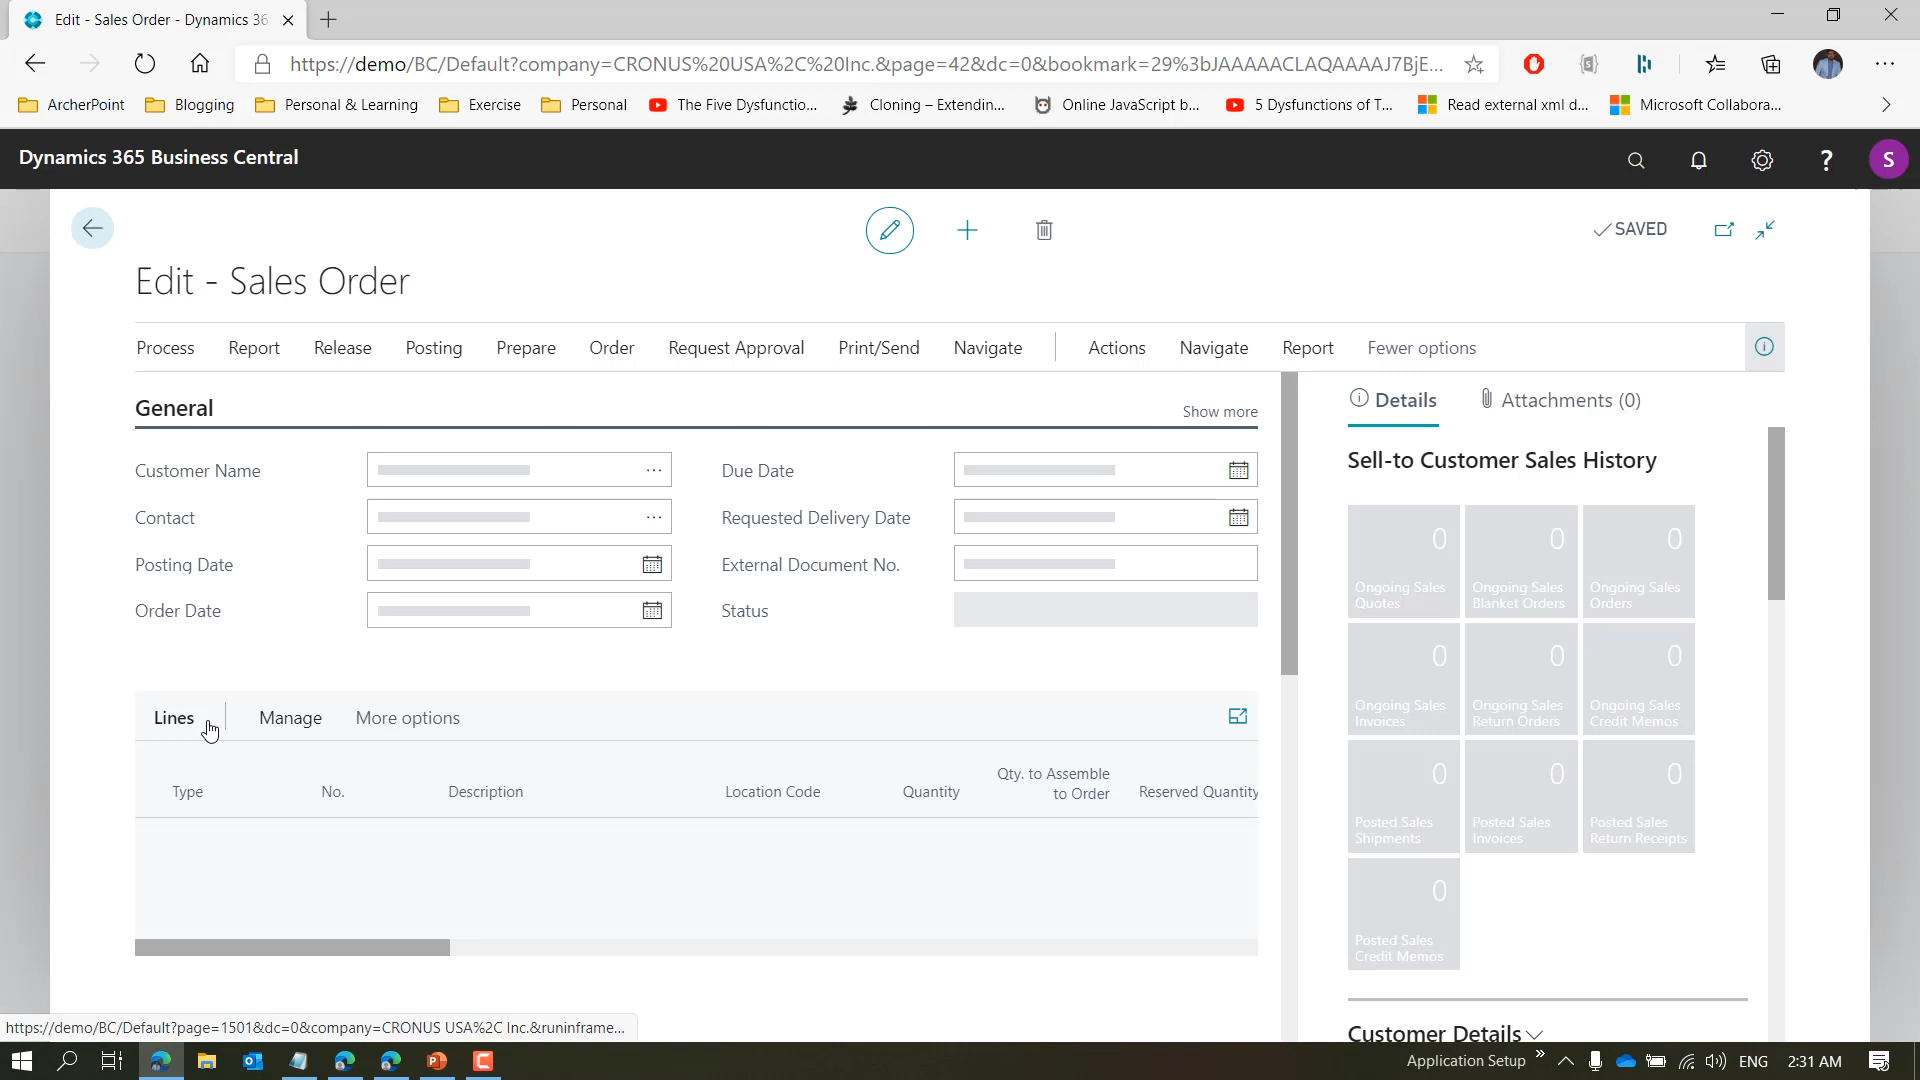 Edit - Sales Order - Dynamics 36
https://demo/BC/Default?company=CRONUS%20USA%2C%20Inc.&page=42&dc=0&bookmark=29%3bJAAAAACLAQAAAAJ7BjE...
ArcherPoint Blogging Personal & Learning Exercise Personal The Five Dysfunctio... Cloning – Extendin... Online JavaScript b... 5 Dysfunctions of T... Read external xml d... Microsoft Collabora...
Dynamics 365 Business Central
? S
SAVED
Edit - Sales Order
Process Report Release Posting Prepare Order Request Approval Print/Send Navigate Actions Navigate Report Fewer options
General
Show more
Customer Name
Due Date
Contact
Requested Delivery Date
Posting Date
External Document No.
Order Date
Status
Lines Manage More options
Type No. Description Location Code Quantity Qty. to Assemble to Order Reserved Quantity
Details Attachments (0)
Sell-to Customer Sales History
0 0 0
Ongoing Sales Quotes
Ongoing Sales Blanket Orders
Ongoing Sales Orders
0 0 0
Ongoing Sales Invoices
Ongoing Sales Return Orders
Ongoing Sales Credit Memos
0 0 0
Posted Sales Shipments
Posted Sales Invoices
Posted Sales Return Receipts
0
Posted Sales Credit Memos
Customer Details
https://demo/BC/Default?page=1501&dc=0&company=CRONUS USA%2C Inc.&runinframe...
Application Setup » ENG 2:31 AM